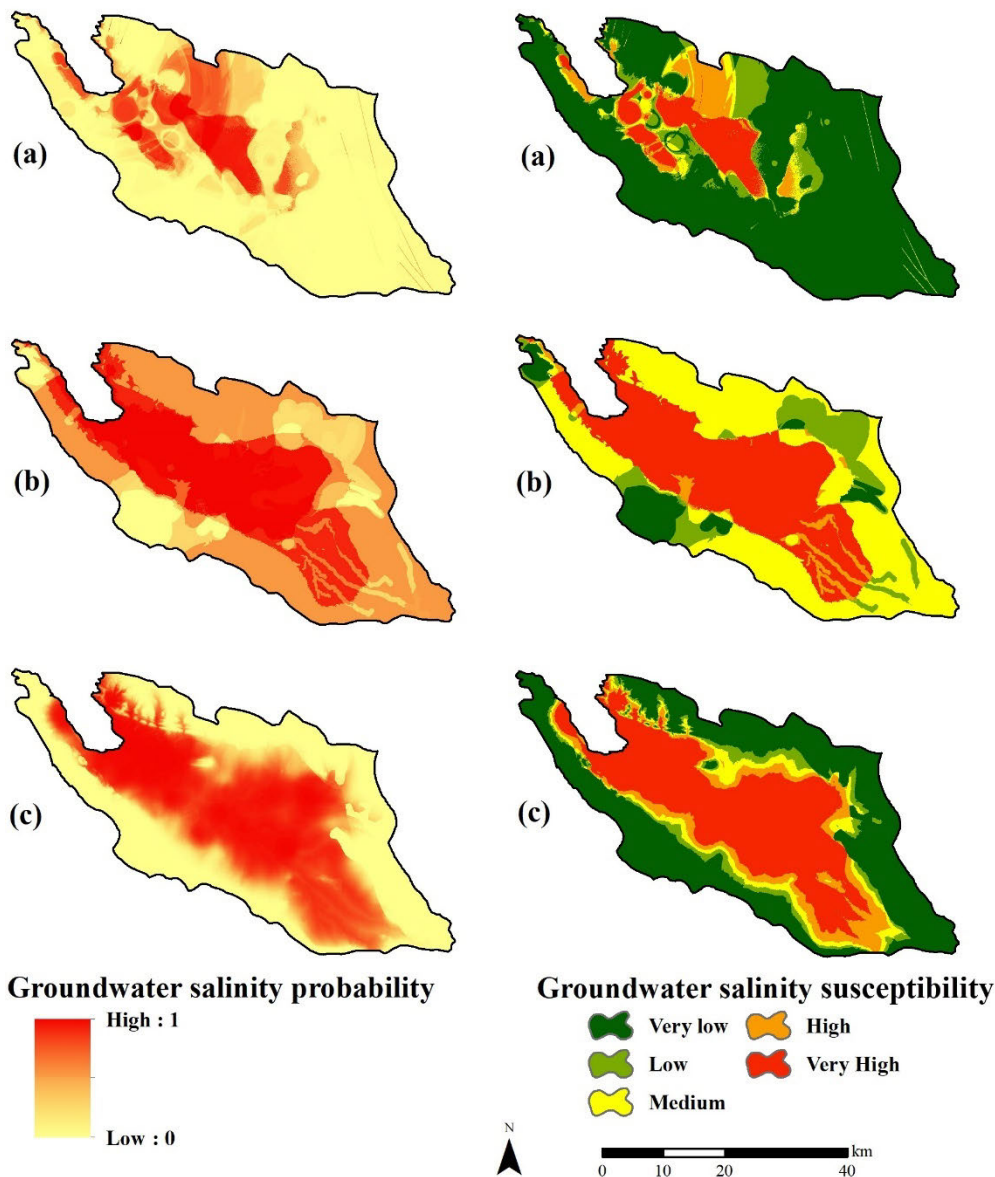 (a)
(a)
(b)
(b)
(c)
(c)
Groundwater salinity probability
High : 1
Low : 0
Groundwater salinity susceptibility
Very low
High
Low
Very High
Medium
N
km
0 10 20 40